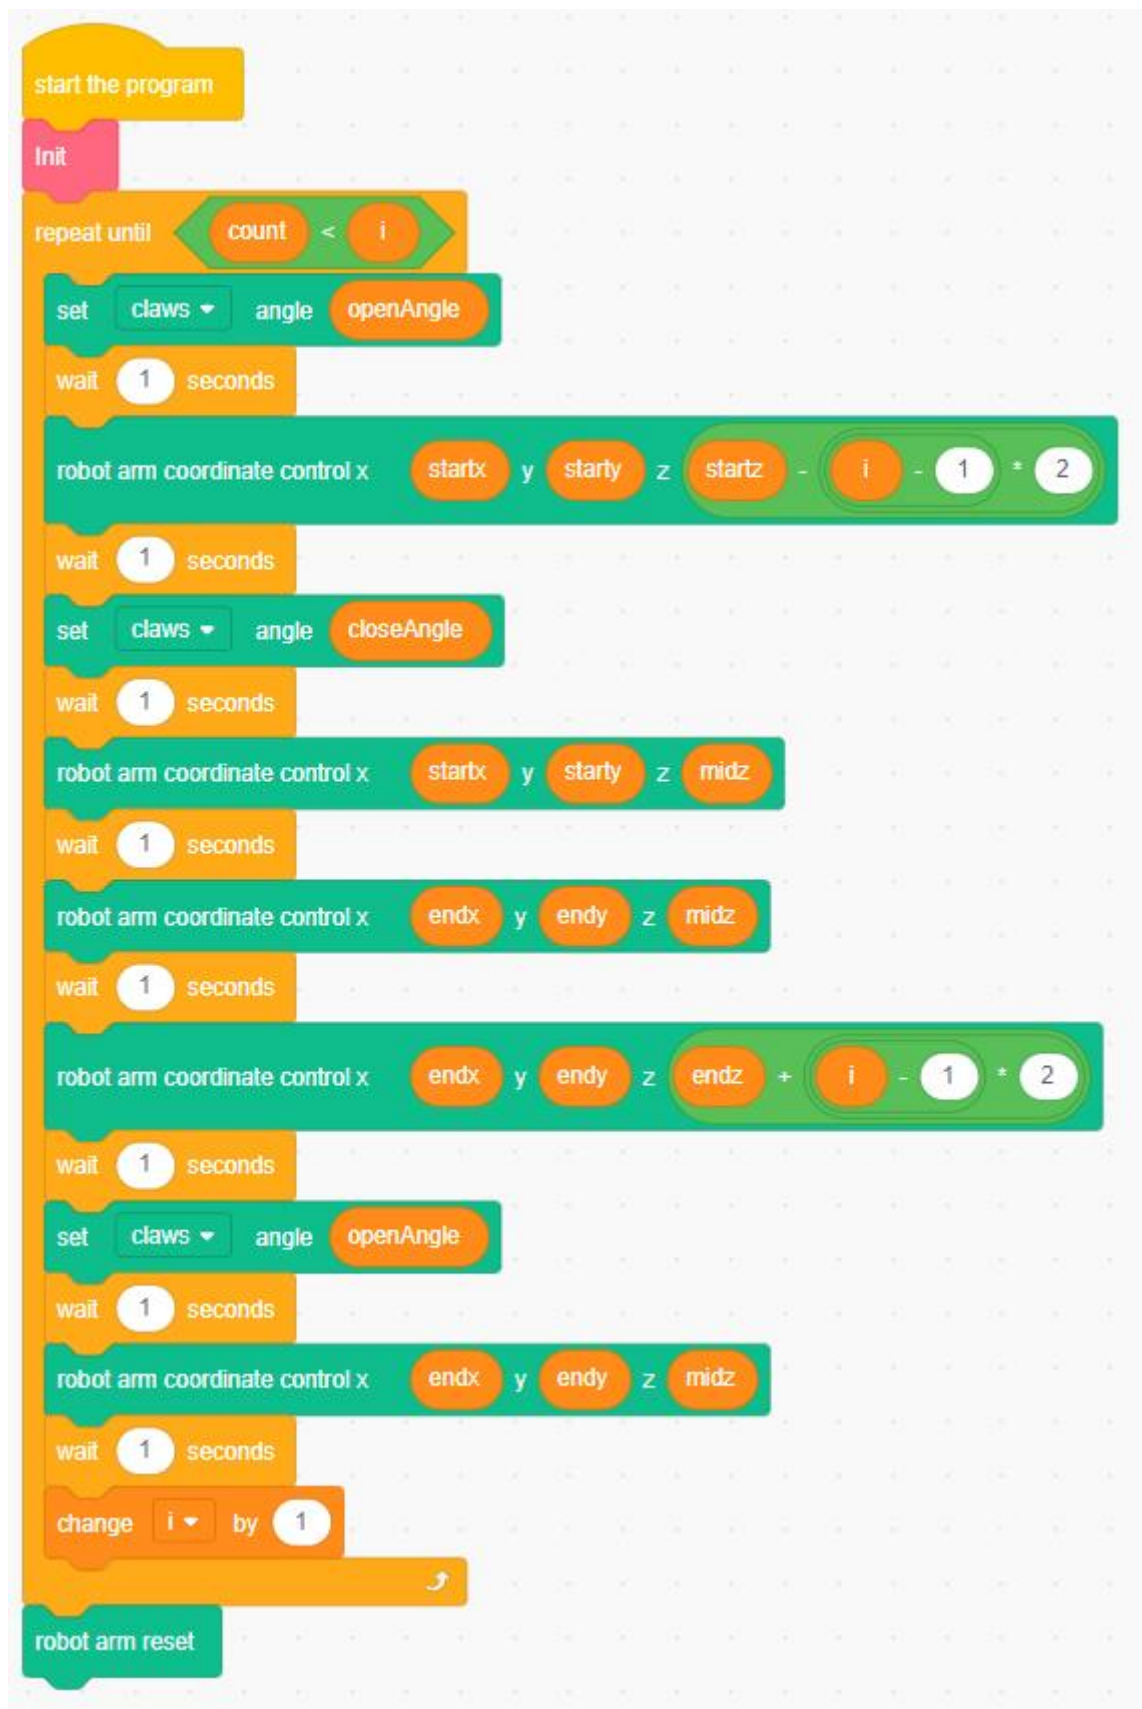 start the program
Init
repeat until count < i
set claws angle openAngle
wait 1 seconds
robot arm coordinate control x startx y starty z startz - i - 1 * 2
wait 1 seconds
set claws angle closeAngle
wait 1 seconds
robot arm coordinate control x startx y starty z midz
wait 1 seconds
robot arm coordinate control x endx y endy z midz
wait 1 seconds
robot arm coordinate control x endx y endy z endz + i - 1 * 2
wait 1 seconds
set claws angle openAngle
wait 1 seconds
robot arm coordinate control x endx y endy z midz
wait 1 seconds
change i by 1
robot arm reset